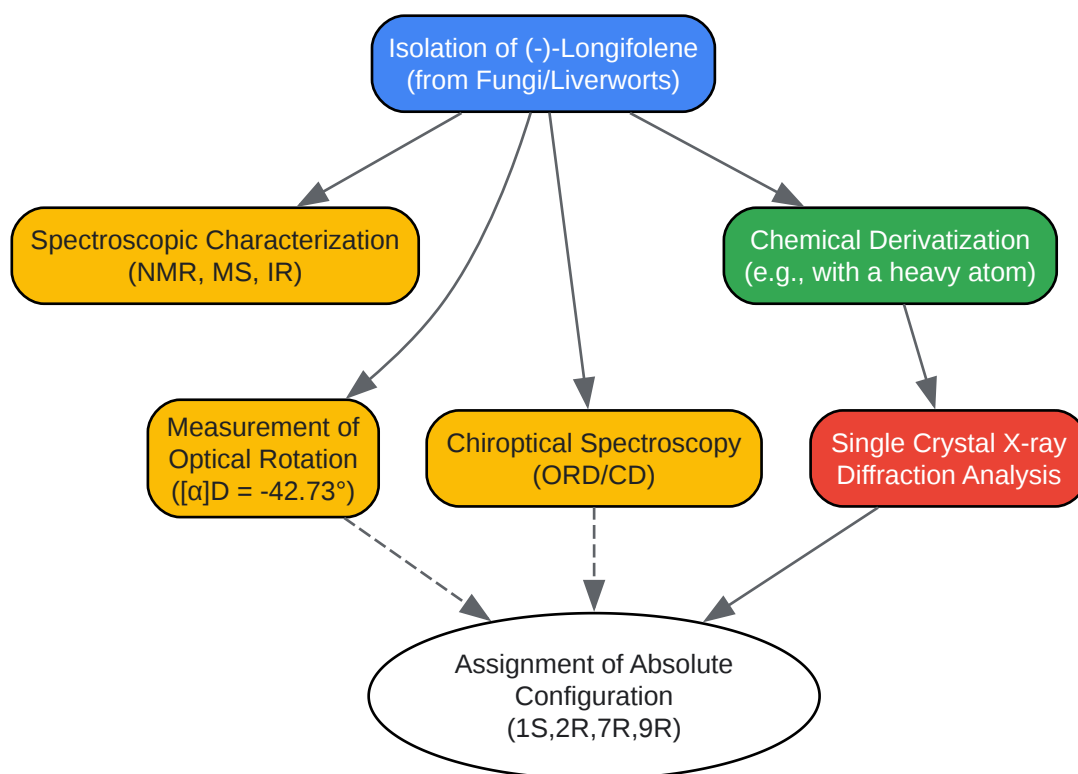 Isolation of (-)-Longifolene
(from Fungi/Liverworts)
Spectroscopic Characterization
(NMR, MS, IR)
Chemical Derivatization
(e.g., with a heavy atom)
Measurement of
Optical Rotation
([α]D = -42.73°)
Chiroptical Spectroscopy
(ORD/CD)
Single Crystal X-ray
Diffraction Analysis
Assignment of Absolute
Configuration
(1S,2R,7R,9R)